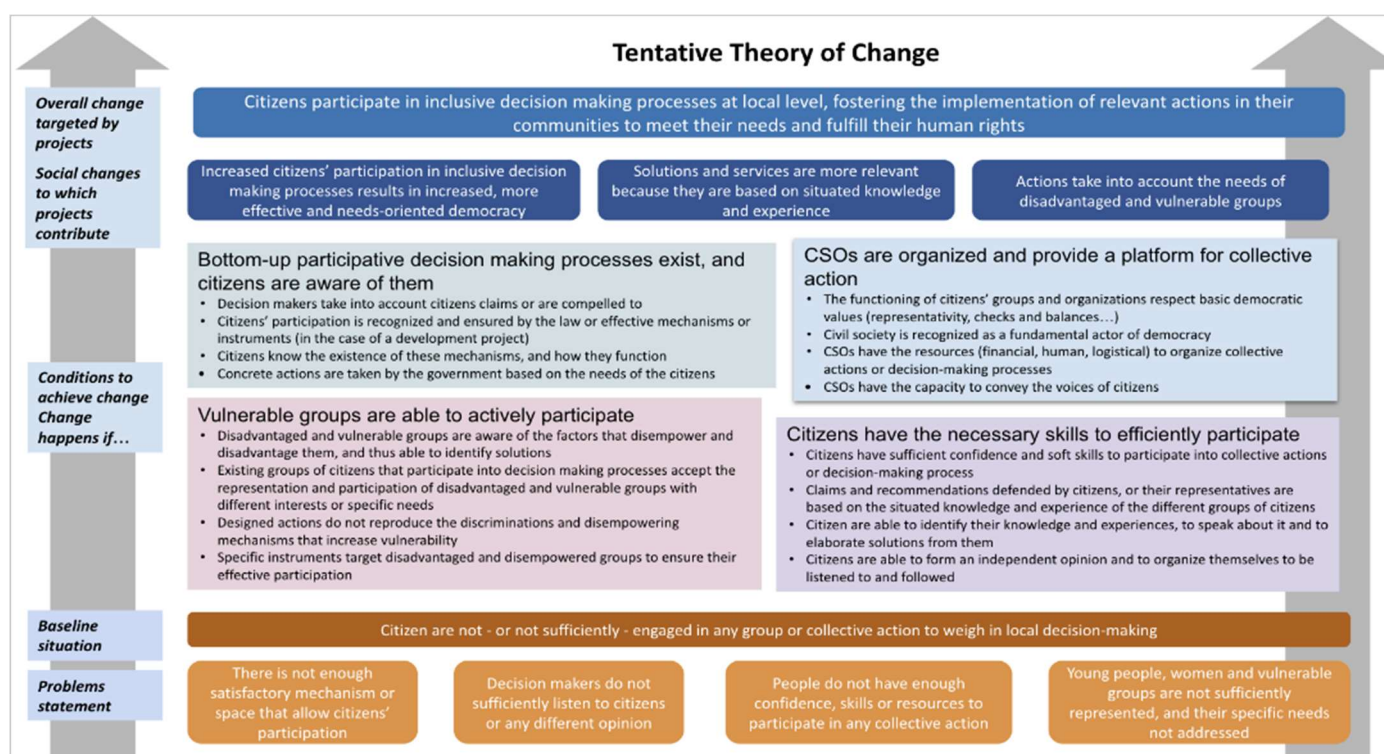 Tentative Theory of Change
Overall change
targeted by
projects
Citizens participate in inclusive decision making processes at local level, fostering the implementation of relevant actions in their
communities to meet their needs and fulfill their human rights
Social changes
to which
projects
contribute
Increased citizens' participation in inclusive decision
making processes results in increased, more
effective and needs-oriented democracy
Solutions and services are more relevant
because they are based on situated knowledge
and experience
Actions take into account the needs of
disadvantaged and vulnerable groups
Conditions to
achieve change
Change
happens if…
Bottom-up participative decision making processes exist, and
citizens are aware of them
• Decision makers take into account citizens claims or are compelled to
• Citizens' participation is recognized and ensured by the law or effective mechanisms or
instruments (in the case of a development project)
• Citizens know the existence of these mechanisms, and how they function
• Concrete actions are taken by the government based on the needs of the citizens
CSOs are organized and provide a platform for collective
action
• The functioning of citizens' groups and organizations respect basic democratic
values (representativity, checks and balances…)
• Civil society is recognized as a fundamental actor of democracy
• CSOs have the resources (financial, human, logistical) to organize collective
actions or decision-making processes
• CSOs have the capacity to convey the voices of citizens
Vulnerable groups are able to actively participate
• Disadvantaged and vulnerable groups are aware of the factors that disempower and
disadvantage them, and thus able to identify solutions
• Existing groups of citizens that participate into decision making processes accept the
representation and participation of disadvantaged and vulnerable groups with
different interests or specific needs
• Designed actions do not reproduce the discriminations and disempowering
mechanisms that increase vulnerability
• Specific instruments target disadvantaged and disempowered groups to ensure their
effective participation
Citizens have the necessary skills to efficiently participate
• Citizens have sufficient confidence and soft skills to participate into collective actions
or decision-making process
• Claims and recommendations defended by citizens, or their representatives are
based on the situated knowledge and experience of the different groups of citizens
• Citizen are able to identify their knowledge and experiences, to speak about it and to
elaborate solutions from them
• Citizens are able to form an independent opinion and to organize themselves to be
listened to and followed
Baseline
situation
Citizen are not - or not sufficiently - engaged in any group or collective action to weigh in local decision-making
Problems
statement
There is not enough
satisfactory mechanism or
space that allow citizens'
participation
Decision makers do not
sufficiently listen to citizens
or any different opinion
People do not have enough
confidence, skills or resources to
participate in any collective action
Young people, women and vulnerable
groups are not sufficiently
represented, and their specific needs
not addressed